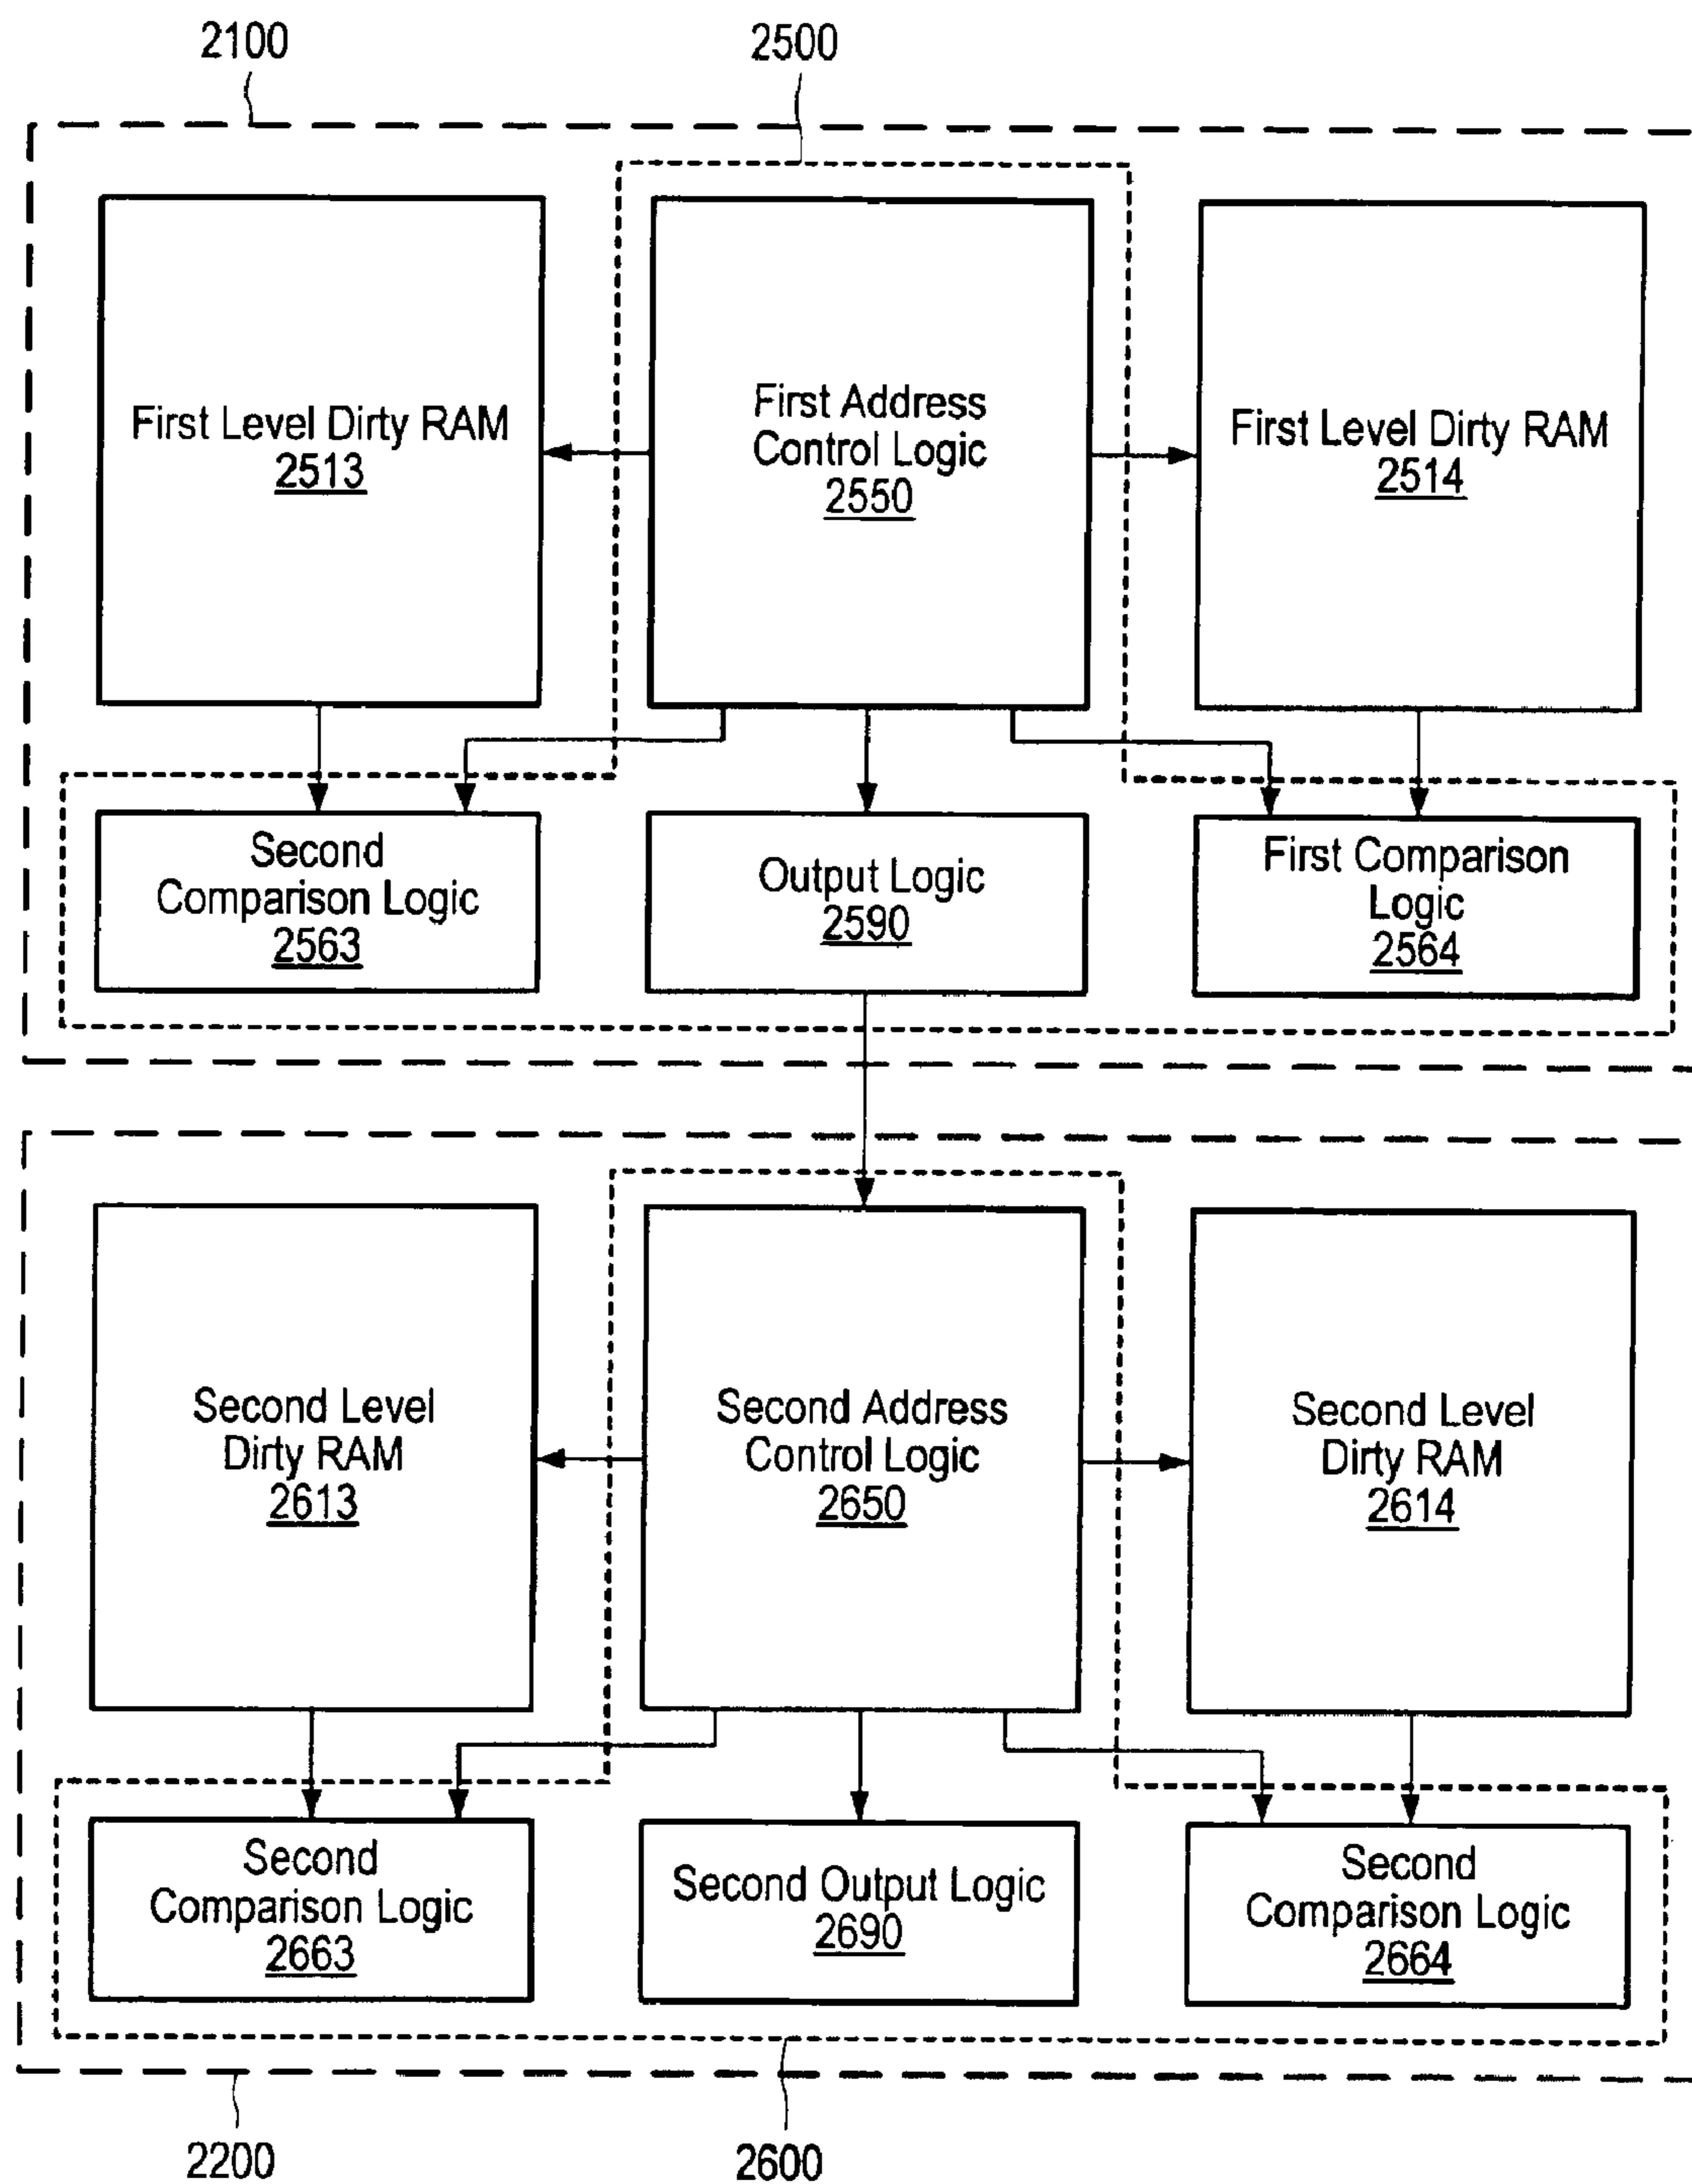 2100
2500
First Level Dirty RAM
2513
First Address
Control Logic
2550
First Level Dirty RAM
2514
Second
Comparison Logic
2563
Output Logic
2590
First Comparison
Logic
2564
Second Level
Dirty RAM
2613
Second Address
Control Logic
2650
Second Level
Dirty RAM
2614
Second
Comparison Logic
2663
Second Output Logic
2690
Second
Comparison Logic
2664
2200
2600